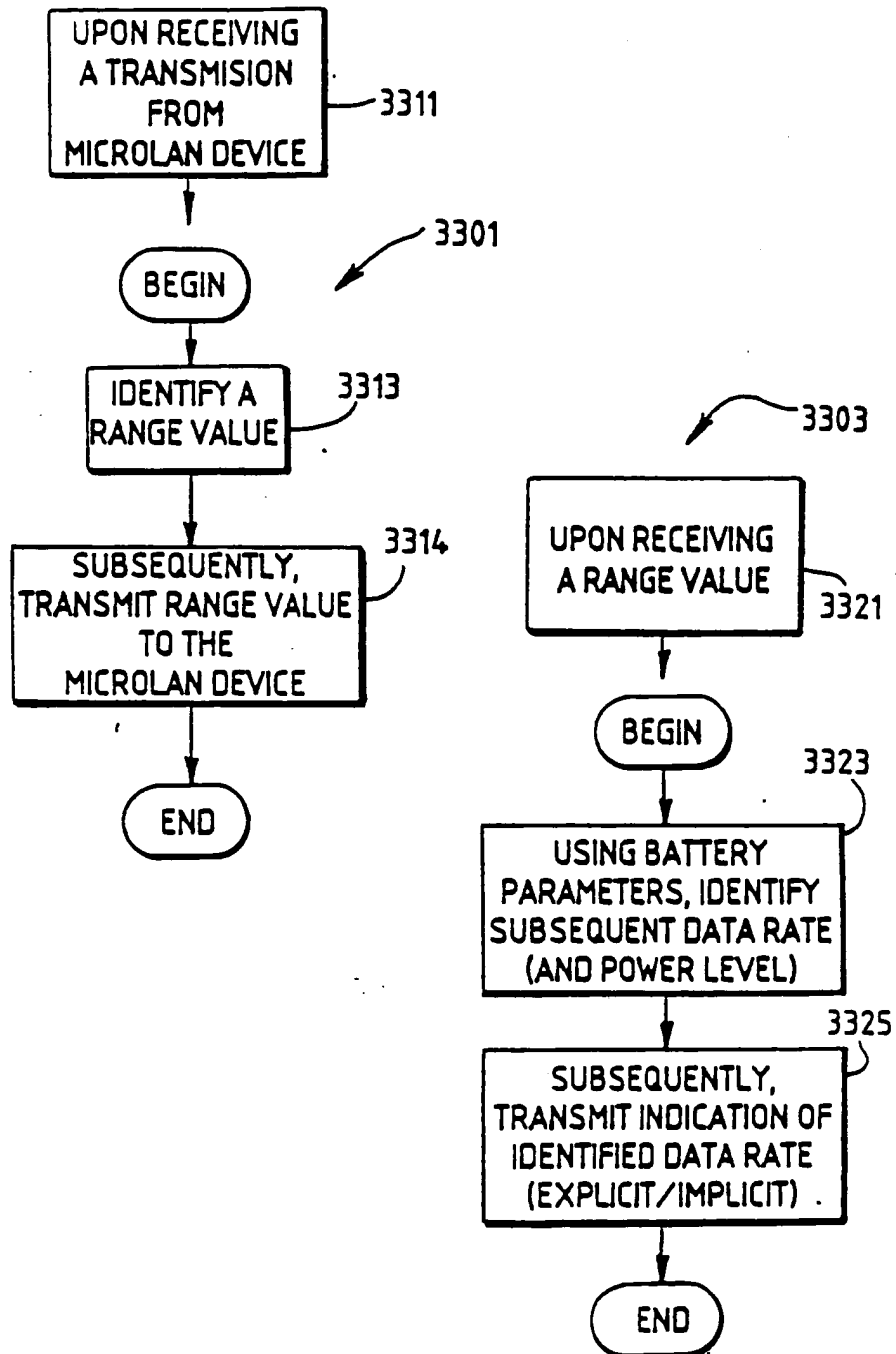 UPON RECEIVING
A TRANSMISION
FROM
MICROLAN DEVICE
3311
3301
BEGIN
IDENTIFY A
RANGE VALUE
3313
SUBSEQUENTLY,
TRANSMIT RANGE VALUE
TO THE
MICROLAN DEVICE
3314
END
3303
UPON RECEIVING
A RANGE VALUE
3321
BEGIN
3323
USING BATTERY
PARAMETERS, IDENTIFY
SUBSEQUENT DATA RATE
(AND POWER LEVEL)
3325
SUBSEQUENTLY,
TRANSMIT INDICATION OF
IDENTIFIED DATA RATE
(EXPLICIT/IMPLICIT)
END